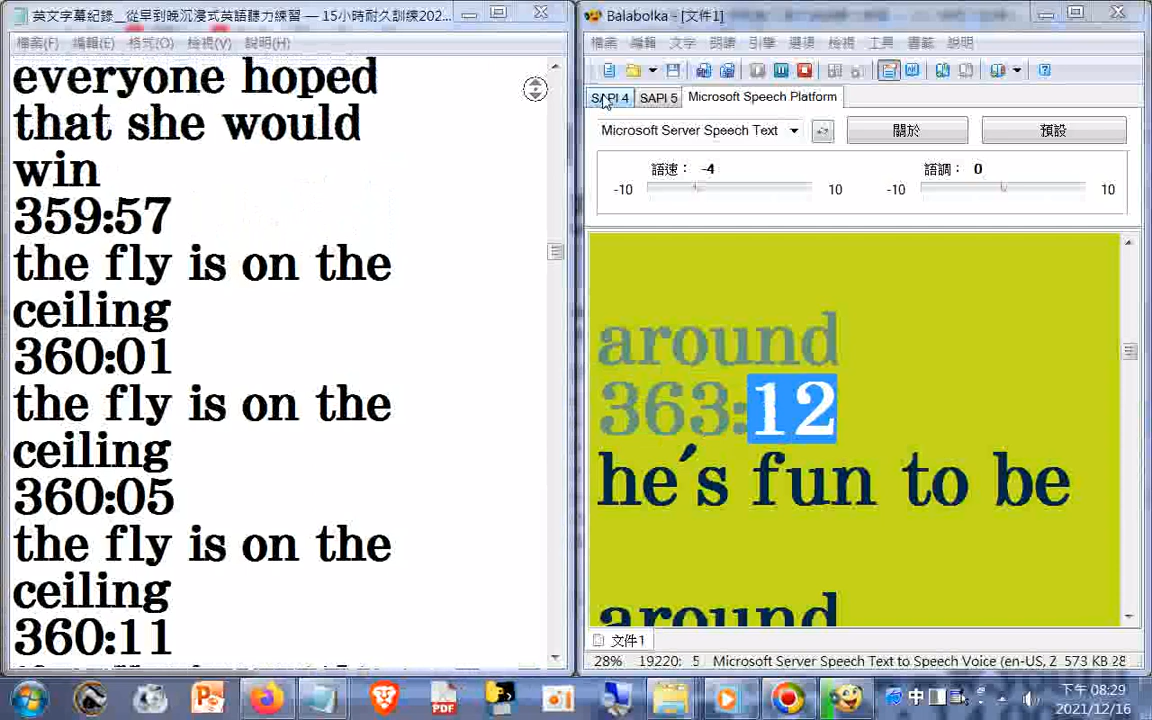 英文字幕紀錄__從早到晚沉浸式英語聽力練習 — 15小時耐久訓練202...
檔案(F) 編輯(E) 格式(O) 檢視(V) 說明(H)
everyone hoped
that she would
win
359:57
the fly is on the
ceiling
360:01
the fly is on the
ceiling
360:05
the fly is on the
ceiling
360:11
Balabolka - [文件1]
檔案 編輯 文字 朗讀 引擎 選項 檢視 工具 書籤 說明
SAPI 4 SAPI 5 Microsoft Speech Platform
Microsoft Server Speech Text 關於 預設
語速： -4 語調： 0
-10 10 -10 10
around
363:12
he's fun to be
around
文件1
28% 19220: 5 Microsoft Server Speech Text to Speech Voice (en-US, 2 573 KB 28
PDF
中
下午 08:29
2021/12/16